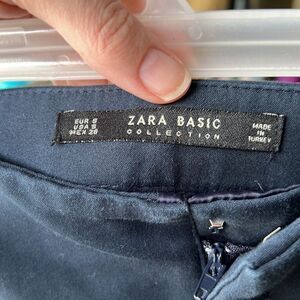 EUR S
USA S
MEX 26
ZARA BASIC
COLLECTION
MADE
IN
TURKEY